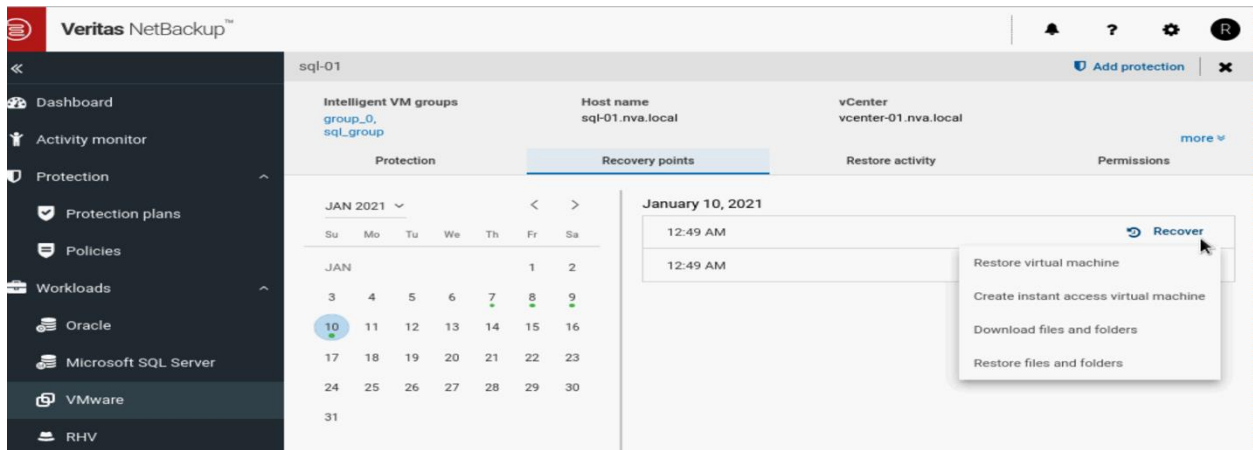 Veritas NetBackup™
?
R
«
sql-01
Add protection
Dashboard
Activity monitor
Protection
Protection plans
Policies
Workloads
Oracle
Microsoft SQL Server
VMware
RHV
Intelligent VM groups
group_0,
sql_group
Host name
sql-01.nva.local
vCenter
vcenter-01.nva.local
more
Protection
Recovery points
Restore activity
Permissions
JAN 2021
< >
Su Mo Tu We Th Fr Sa
JAN 1 2
3 4 5 6 7 8 9
10 11 12 13 14 15 16
17 18 19 20 21 22 23
24 25 26 27 28 29 30
31
January 10, 2021
12:49 AM Recover
12:49 AM
Restore virtual machine
Create instant access virtual machine
Download files and folders
Restore files and folders